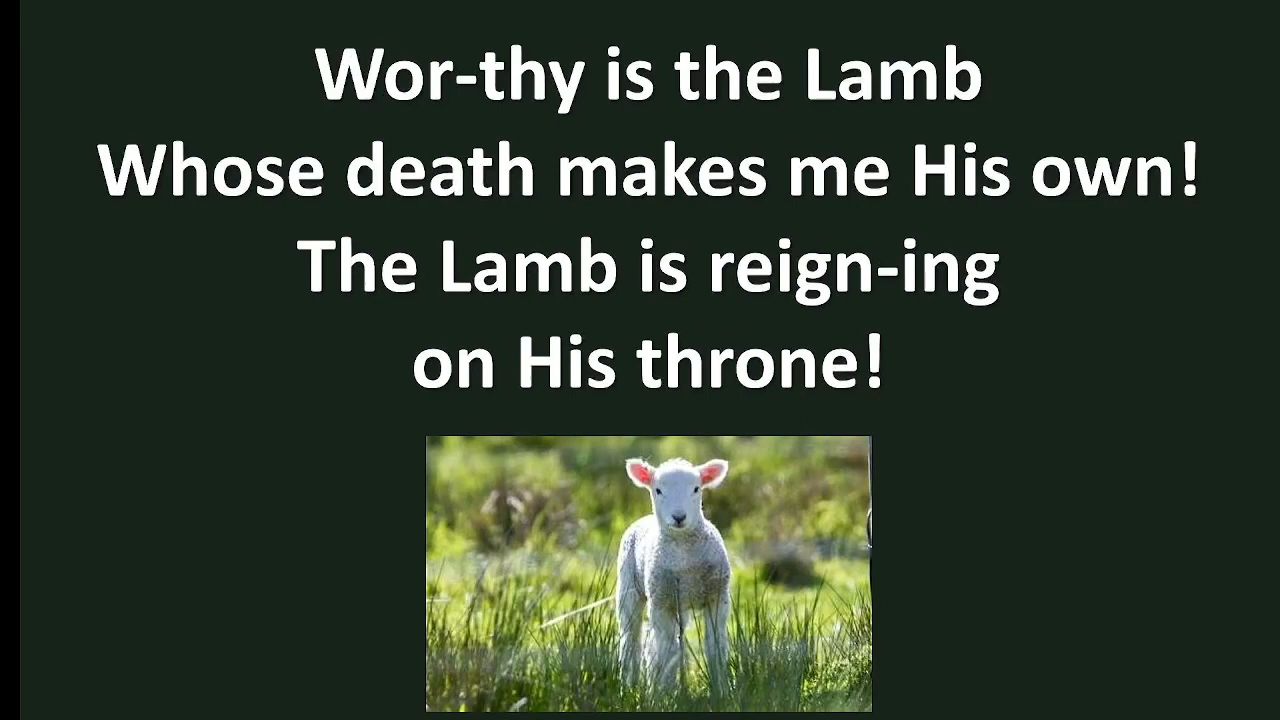 Wor-thy is the Lamb
Whose death makes me His own!
The Lamb is reign-ing
on His throne!